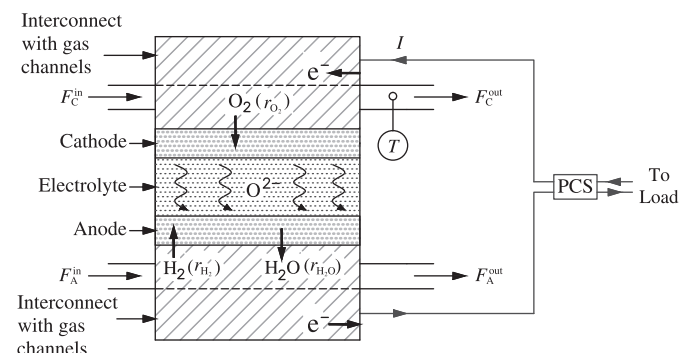 Interconnect
with gas
channels
I
e⁻
F_C^in
O₂ (r_O₂)
F_C^out
Cathode
T
Electrolyte
O²⁻
PCS
To
Load
Anode
F_A^in
H₂ (r_H₂)
H₂O (r_H₂O)
F_A^out
Interconnect
with gas
channels
e⁻